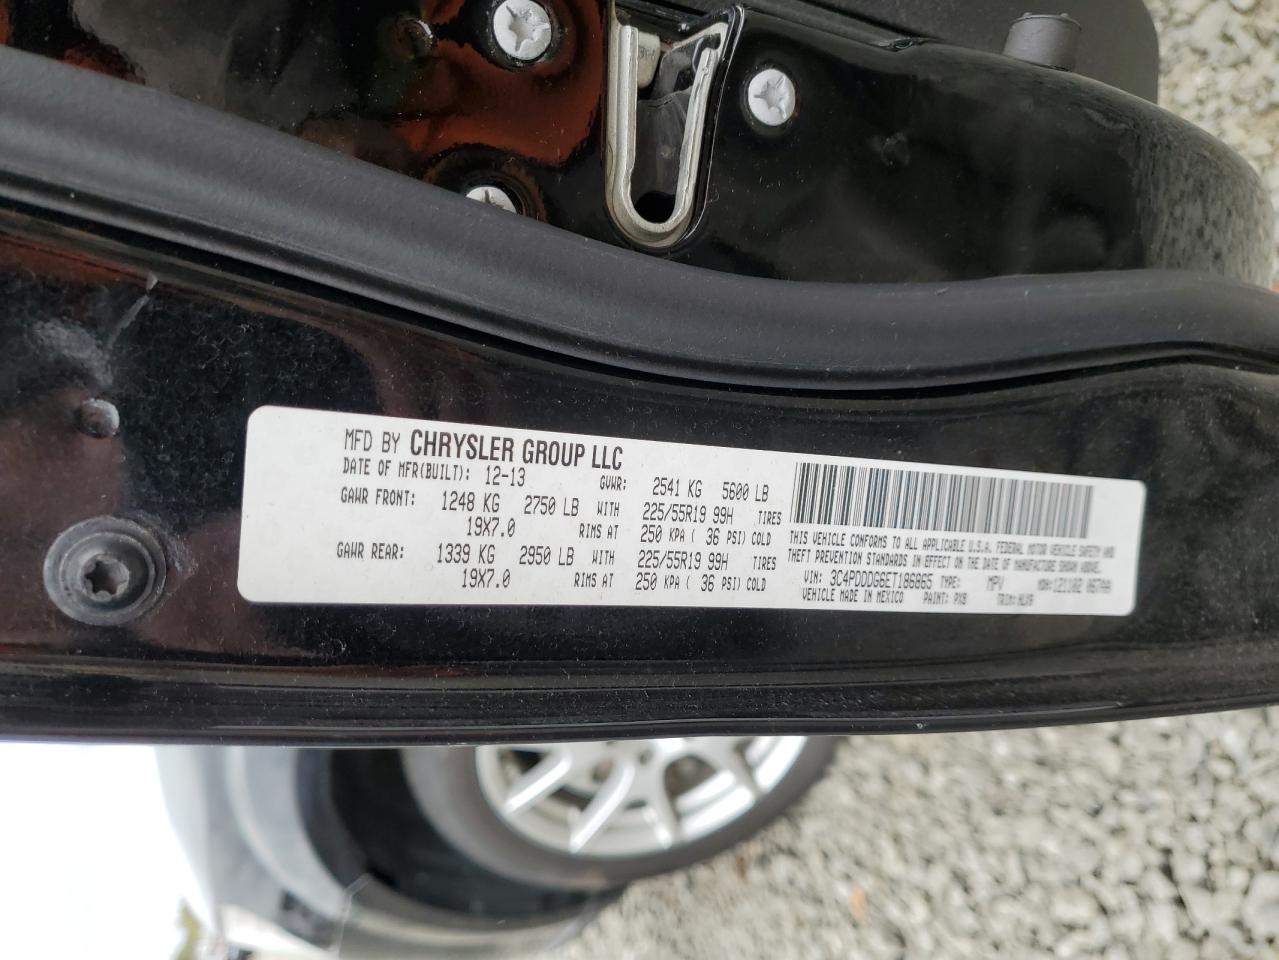 MFD BY CHRYSLER GROUP LLC
DATE OF MFR(BUILT): 12-13 GVWR: 2541 KG 5600 LB
GAWR FRONT: 1248 KG 2750 LB WITH 225/55R19 99H TIRES
19X7.0 RIMS AT 250 KPA ( 36 PSI) COLD
GAWR REAR: 1339 KG 2950 LB WITH 225/55R19 99H TIRES
19X7.0 RIMS AT 250 KPA ( 36 PSI) COLD
THIS VEHICLE CONFORMS TO ALL APPLICABLE U.S.A. FEDERAL MOTOR VEHICLE SAFETY AND
THEFT PREVENTION STANDARDS IN EFFECT ON THE DATE OF MANUFACTURE SHOWN ABOVE.
VIN: 3C4PDDDG6ET186865 TYPE: MPV MDH:
VEHICLE MADE IN MEXICO PAINT: PX8 TRIM: